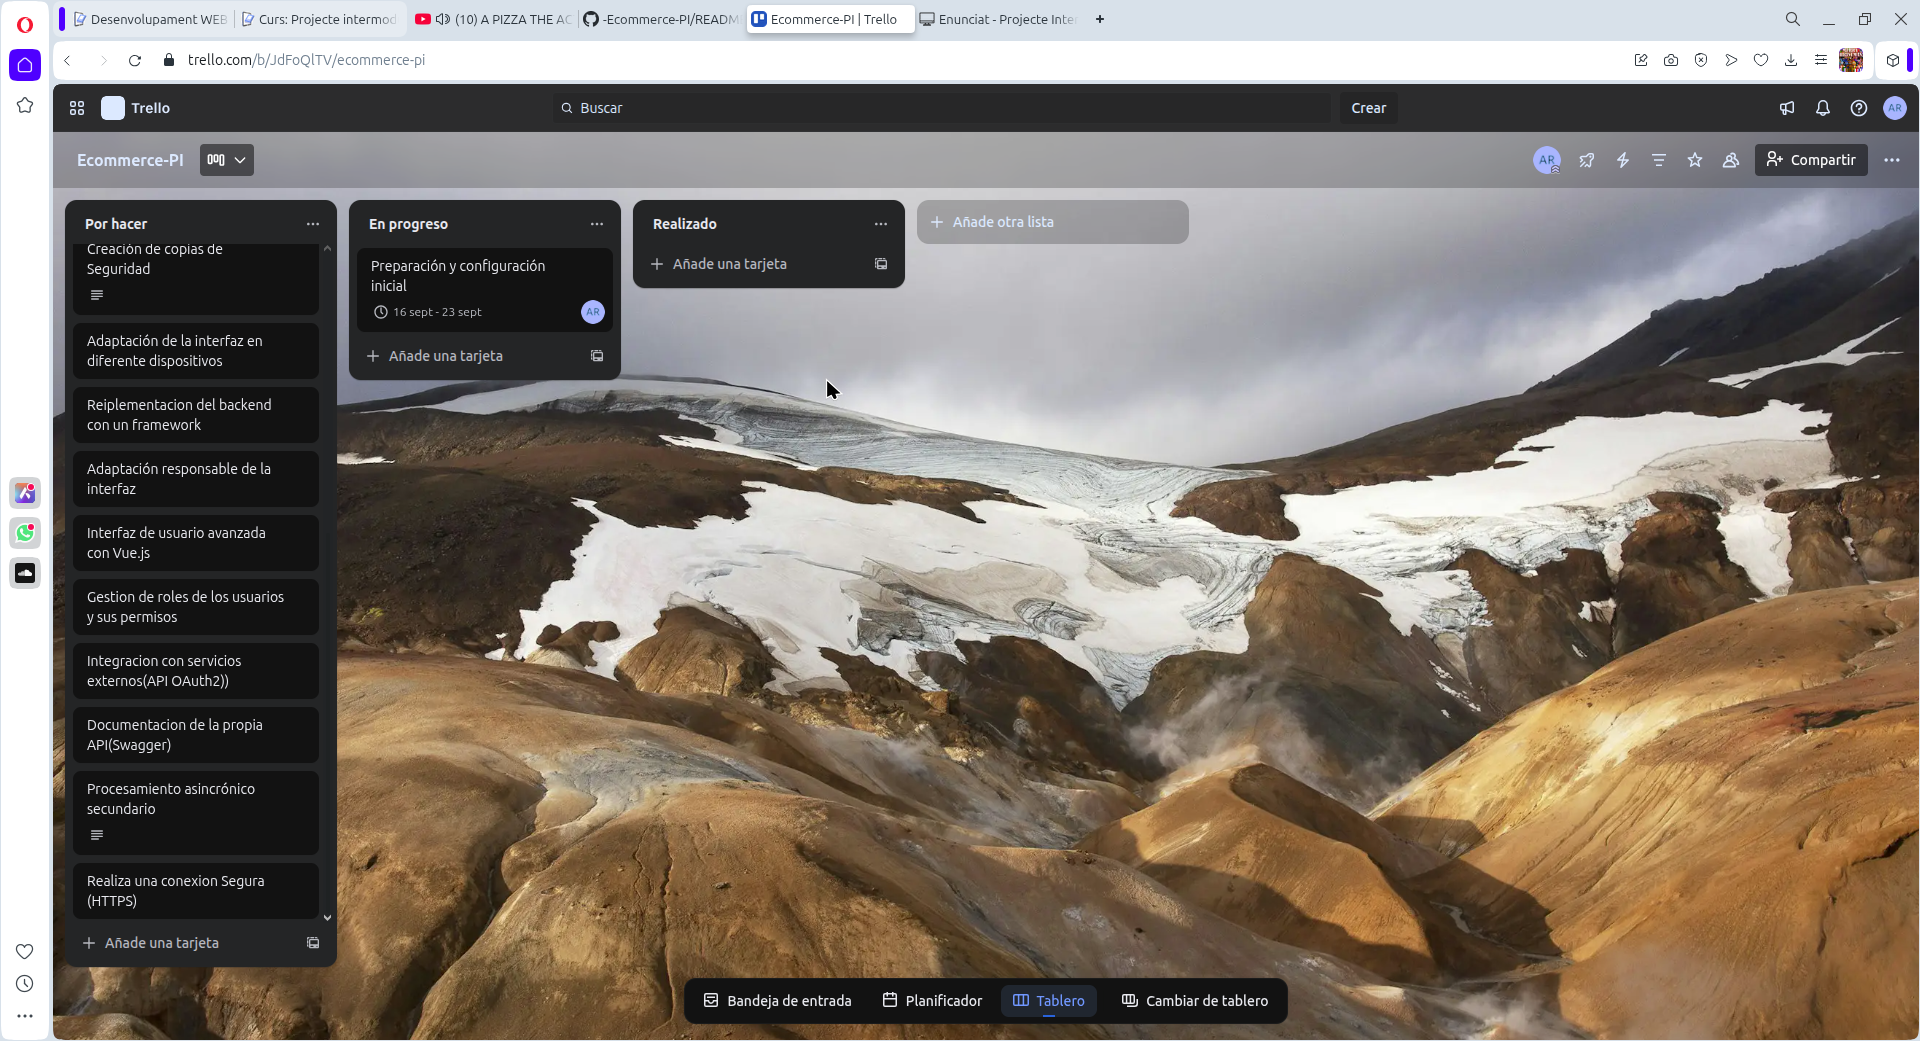 Desenvolupament WEB
Curs: Projecte intermod
(10) A PIZZA THE AC
-Ecommerce-PI/READM
Ecommerce-PI | Trello
Enunciat - Projecte Inter
trello.com/b/JdFoQlTV/ecommerce-pi
Trello
Buscar
Crear
AR
Ecommerce-PI
AR
Compartir
Por hacer
Creación de copias de
Seguridad
Adaptación de la interfaz en
diferente dispositivos
Reiplementacion del backend
con un framework
Adaptación responsable de la
interfaz
Interfaz de usuario avanzada
con Vue.js
Gestion de roles de los usuarios
y sus permisos
Integracion con servicios
externos(API OAuth2))
Documentacion de la propia
API(Swagger)
Procesamiento asincrónico
secundario
Realiza una conexion Segura
(HTTPS)
Añade una tarjeta
En progreso
Preparación y configuración
inicial
16 sept - 23 sept
AR
Añade una tarjeta
Realizado
Añade una tarjeta
Añade otra lista
Bandeja de entrada
Planificador
Tablero
Cambiar de tablero